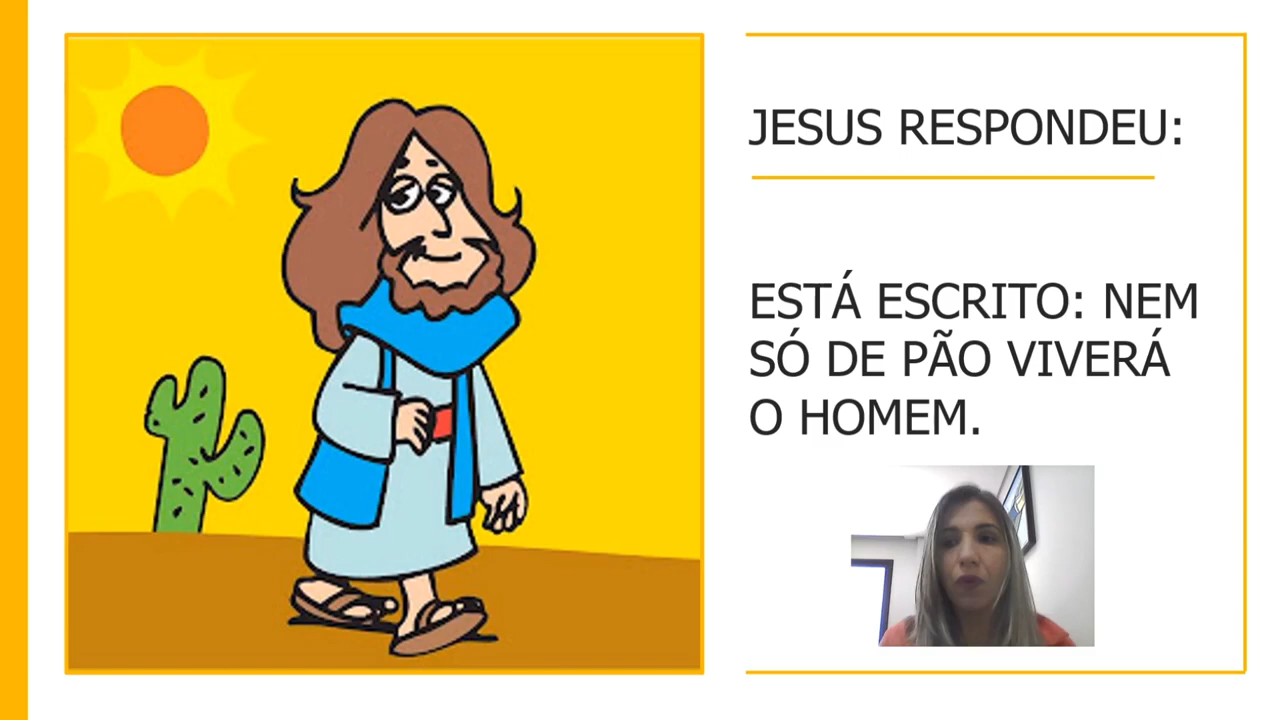 JESUS RESPONDEU:
ESTÁ ESCRITO: NEM
SÓ DE PÃO VIVERÁ
O HOMEM.